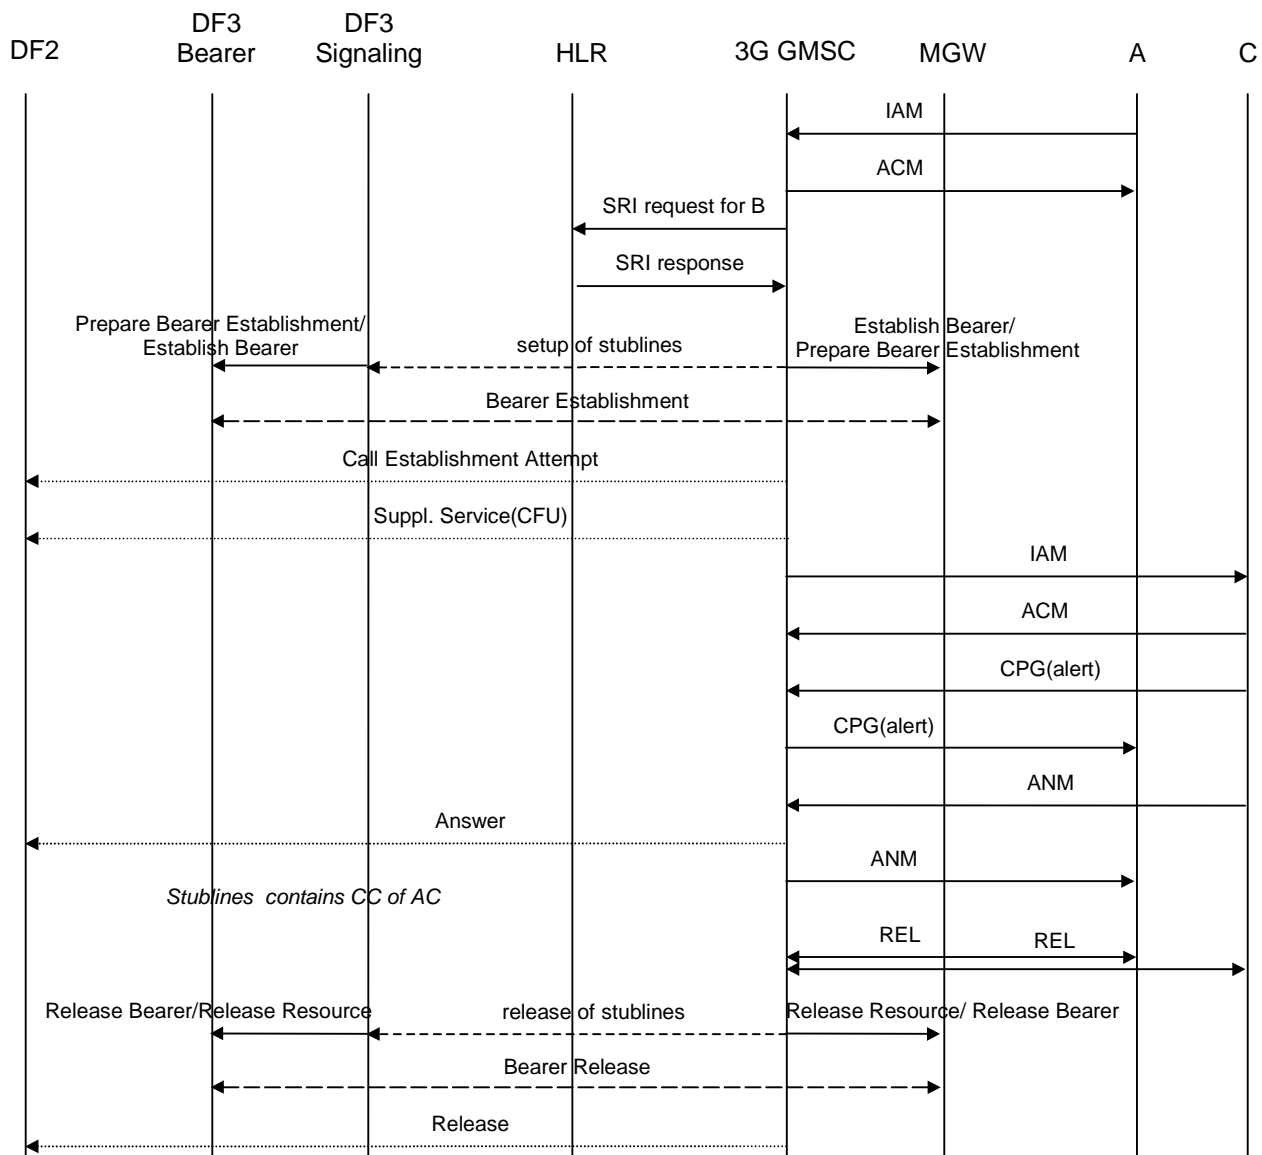 DF2
DF3
Bearer
DF3
Signaling
HLR
3G GMSC
MGW
A
C
IAM
ACM
SRI request for B
SRI response
Prepare Bearer Establishment/
Establish Bearer
setup of stublines
Establish Bearer/
Prepare Bearer Establishment
Bearer Establishment
Call Establishment Attempt
Suppl. Service(CFU)
IAM
ACM
CPG(alert)
CPG(alert)
ANM
Answer
ANM
Stublines contains CC of AC
REL
REL
Release Bearer/Release Resource
release of stublines
Release Resource/ Release Bearer
Bearer Release
Release